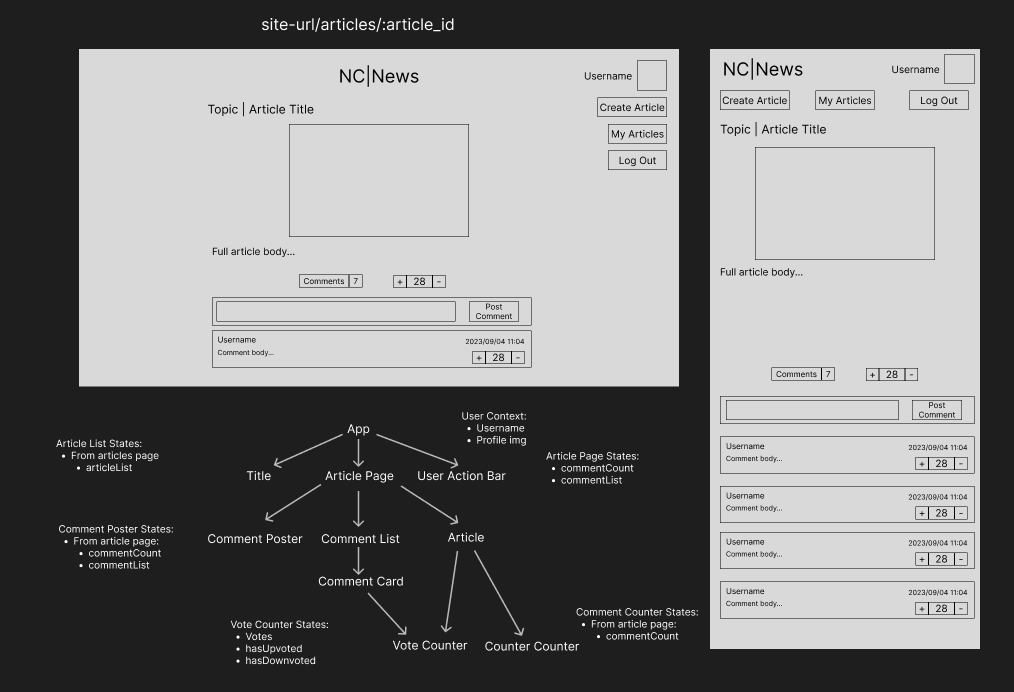 site-url/articles/:article_id
NC|News
Username
Create Article
My Articles
Log Out
Topic | Article Title
Full article body...
Comments 7
+ 28 -
Post
Comment
Username
2023/09/04 11:04
Comment body...
+ 28 -
NC|News
Username
Create Article
My Articles
Log Out
Topic | Article Title
Full article body...
Comments 7
+ 28 -
Post
Comment
Username
2023/09/04 11:04
Comment body...
+ 28 -
Username
2023/09/04 11:04
Comment body...
+ 28 -
Username
2023/09/04 11:04
Comment body...
+ 28 -
Username
2023/09/04 11:04
Comment body...
+ 28 -
User Context:
• Username
• Profile img
App
Article List States:
• From articles page
• articleList
Title
Article Page
User Action Bar
Article Page States:
• commentCount
• commentList
Comment Poster States:
• From article page:
• commentCount
• commentList
Comment Poster
Comment List
Article
Comment Card
Vote Counter States:
• Votes
• hasUpvoted
• hasDownvoted
Vote Counter
Counter Counter
Comment Counter States:
• From article page:
• commentCount